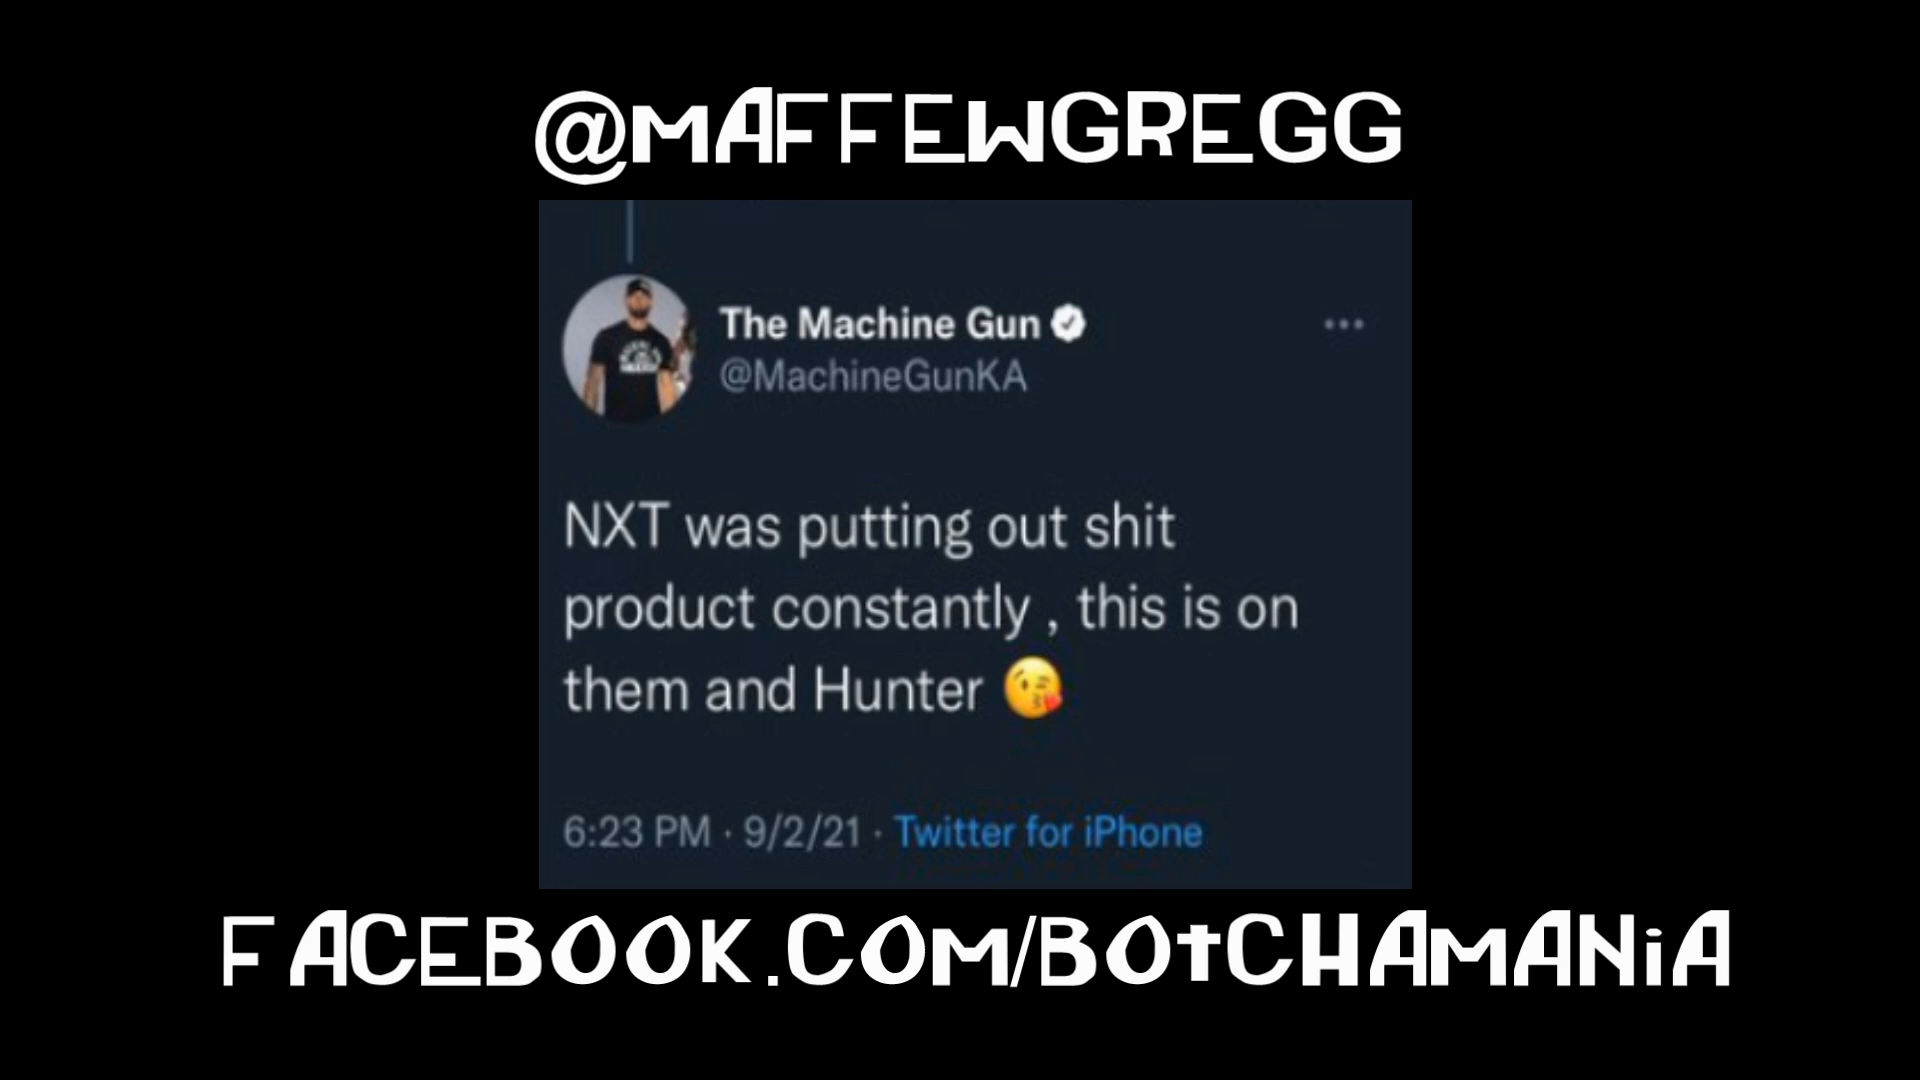 @MAFFEWGREGG
The Machine Gun
@MachineGunKA
NXT was putting out shit
product constantly , this is on
them and Hunter 😘
6:23 PM · 9/2/21 · Twitter for iPhone
FACEBOOK.COM/BOtCHAMANiA